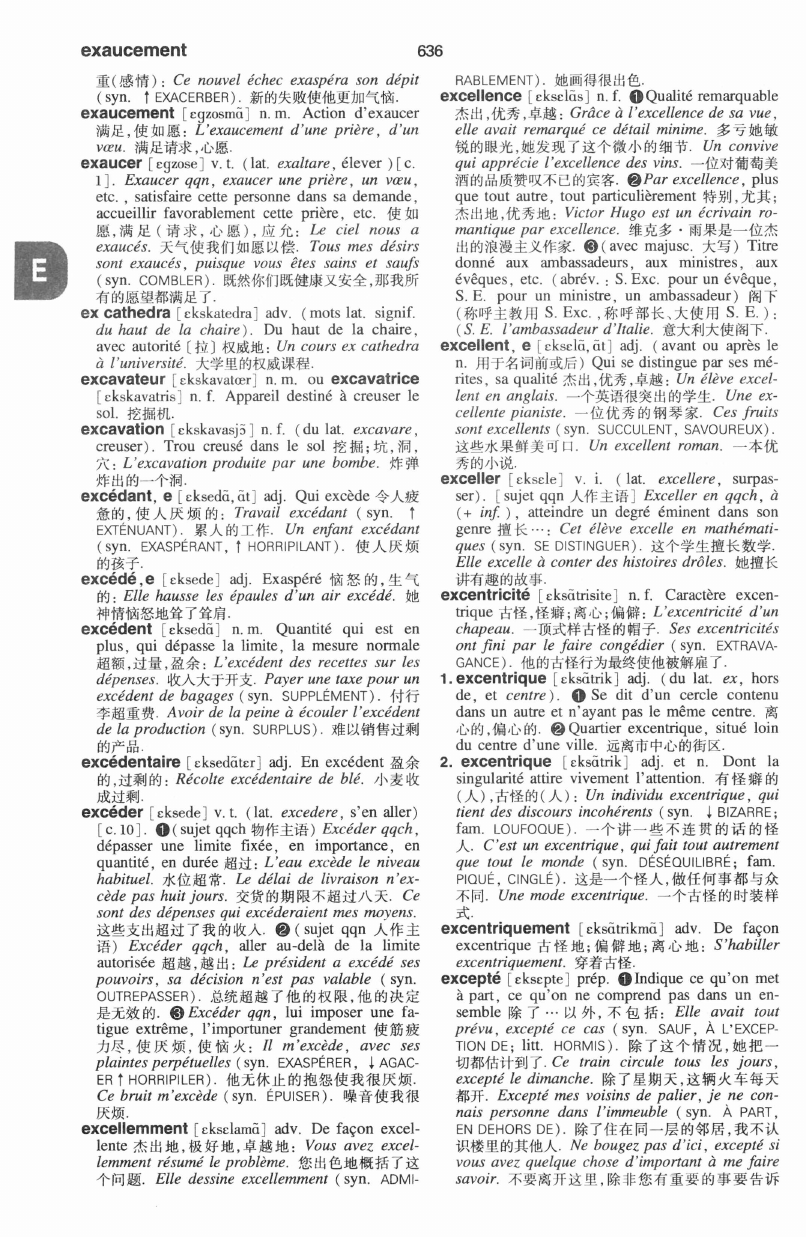 exaucement
636
重(感情): Ce nouvel échec exaspéra son dépit
(syn. ↑ EXACERBER). 新的失败使他更加气恼.
exaucement [ɛgzosmɑ̃] n. m. Action d'exaucer
满足,使如愿: L'exaucement d'une prière, d'un
vœu. 满足请求,心愿.
exaucer [ɛgzose] v. t. (lat. exaltare, élever) [c.
1]. Exaucer qqn, exaucer une prière, un vœu,
etc., satisfaire cette personne dans sa demande,
accueillir favorablement cette prière, etc. 使如
愿,满足(请求,心愿),应允: Le ciel nous a
exaucés. 天气使我们如愿以偿. Tous mes désirs
sont exaucés, puisque vous êtes sains et saufs
(syn. COMBLER). 既然你们既健康又安全,那我所
有的愿望都满足了.
ex cathedra [ɛkskatedra] adv. (mots lat. signif.
du haut de la chaire). Du haut de la chaire,
avec autorité [拉] 权威地: Un cours ex cathedra
à l'université. 大学里的权威课程.
excavateur [ɛkskavatœr] n. m. ou excavatrice
[ɛkskavatris] n. f. Appareil destiné à creuser le
sol. 挖掘机.
excavation [ɛkskavasjɔ̃] n. f. (du lat. excavare,
creuser). Trou creusé dans le sol 挖掘;坑,洞,
穴: L'excavation produite par une bombe. 炸弹
炸出的一个洞.
excédant, e [ɛksedɑ̃, ɑ̃t] adj. Qui excède 令人疲
惫的,使人厌烦的: Travail excédant (syn. ↑
EXTÉNUANT). 累人的工作. Un enfant excédant
(syn. EXASPÉRANT, ↑ HORRIPILANT). 使人厌烦
的孩子.
excédé,e [ɛksede] adj. Exaspéré 恼怒的,生气
的: Elle hausse les épaules d'un air excédé. 她
神情恼怒地耸了耸肩.
excédent [ɛksedɑ̃] n. m. Quantité qui est en
plus, qui dépasse la limite, la mesure normale
超额,过量,盈余: L'excédent des recettes sur les
dépenses. 收入大于开支. Payer une taxe pour un
excédent de bagages (syn. SUPPLÉMENT). 付行
李超重费. Avoir de la peine à écouler l'excédent
de la production (syn. SURPLUS). 难以销售过剩
的产品.
excédentaire [ɛksedɑ̃tɛr] adj. En excédent 盈余
的,过剩的: Récolte excédentaire de blé. 小麦收
成过剩.
excéder [ɛksede] v. t. (lat. excedere, s'en aller)
[c. 10]. ❶ (sujet qqch 物作主语) Excéder qqch,
dépasser une limite fixée, en importance, en
quantité, en durée 超过: L'eau excède le niveau
habituel. 水位超常. Le délai de livraison n'ex-
cède pas huit jours. 交货的期限不超过八天. Ce
sont des dépenses qui excéderaient mes moyens.
这些支出超过了我的收入. ❷ (sujet qqn 人作主
语) Excéder qqch, aller au-delà de la limite
autorisée 超越,越出: Le président a excédé ses
pouvoirs, sa décision n'est pas valable (syn.
OUTREPASSER). 总统超越了他的权限,他的决定
是无效的. ❸ Excéder qqn, lui imposer une fa-
tigue extrême, l'importuner grandement 使筋疲
力尽,使厌烦,使恼火: Il m'excède, avec ses
plaintes perpétuelles (syn. EXASPÉRER, ↓ AGAC-
ER ↑ HORRIPILER). 他无休止的抱怨使我很厌烦.
Ce bruit m'excède (syn. ÉPUISER). 噪音使我很
厌烦.
excellemment [ɛksɛlamɑ̃] adv. De façon excel-
lente 杰出地,极好地,卓越地: Vous avez excel-
lemment résumé le problème. 您出色地概括了这
个问题. Elle dessine excellemment (syn. ADMI-
RABLEMENT). 她画得很出色.
excellence [ɛksɛlɑ̃s] n. f. ❶ Qualité remarquable
杰出,优秀,卓越: Grâce à l'excellence de sa vue,
elle avait remarqué ce détail minime. 多亏她敏
锐的眼光,她发现了这个微小的细节. Un convive
qui apprécie l'excellence des vins. 一位对葡萄美
酒的品质赞叹不已的宾客. ❷ Par excellence, plus
que tout autre, tout particulièrement 特别,尤其;
杰出地,优秀地: Victor Hugo est un écrivain ro-
mantique par excellence. 维克多·雨果是一位杰
出的浪漫主义作家. ❸ (avec majusc. 大写) Titre
donné aux ambassadeurs, aux ministres, aux
évêques, etc. (abrév.: S. Exc. pour un évêque,
S. E. pour un ministre, un ambassadeur) 阁下
(称呼主教用 S. Exc.,称呼部长、大使用 S. E.):
(S. E. l'ambassadeur d'Italie. 意大利大使阁下.
excellent, e [ɛksɛlɑ̃, ɑ̃t] adj. (avant ou après le
n. 用于名词前或后) Qui se distingue par ses mé-
rites, sa qualité 杰出,优秀,卓越: Un élève excel-
lent en anglais. 一个英语很突出的学生. Une ex-
cellente pianiste. 一位优秀的钢琴家. Ces fruits
sont excellents (syn. SUCCULENT, SAVOUREUX).
这些水果鲜美可口. Un excellent roman. 一本优
秀的小说.
exceller [ɛksɛle] v. i. (lat. excellere, surpas-
ser). [sujet qqn 人作主语] Exceller en qqch, à
(+ inf.), atteindre un degré éminent dans son
genre 擅长…: Cet élève excelle en mathémati-
ques (syn. SE DISTINGUER). 这个学生擅长数学.
Elle excelle à conter des histoires drôles. 她擅长
讲有趣的故事.
excentricité [ɛksɑ̃trisite] n. f. Caractère excen-
trique 古怪,怪癖;离心;偏僻: L'excentricité d'un
chapeau. 一顶式样古怪的帽子. Ses excentricités
ont fini par le faire congédier (syn. EXTRAVA-
GANCE). 他的古怪行为最终使他被解雇了.
1. excentrique [ɛksɑ̃trik] adj. (du lat. ex, hors
de, et centre). ❶ Se dit d'un cercle contenu
dans un autre et n'ayant pas le même centre. 离
心的,偏心的. ❷ Quartier excentrique, situé loin
du centre d'une ville. 远离市中心的街区.
2. excentrique [ɛksɑ̃trik] adj. et n. Dont la
singularité attire vivement l'attention. 有怪癖的
(人),古怪的(人): Un individu excentrique, qui
tient des discours incohérents (syn. ↓ BIZARRE;
fam. LOUFOQUE). 一个讲一些不连贯的话的怪
人. C'est un excentrique, qui fait tout autrement
que tout le monde (syn. DÉSÉQUILIBRÉ; fam.
PIQUÉ, CINGLÉ). 这是一个怪人,做任何事都与众
不同. Une mode excentrique. 一个古怪的时装样
式.
excentriquement [ɛksɑ̃trikmɑ̃] adv. De façon
excentrique 古怪地;偏僻地;离心地: S'habiller
excentriquement. 穿着古怪.
excepté [ɛksɛpte] prép. ❶ Indique ce qu'on met
à part, ce qu'on ne comprend pas dans un en-
semble 除了…以外,不包括: Elle avait tout
prévu, excepté ce cas (syn. SAUF, À L'EXCEP-
TION DE; litt. HORMIS). 除了这个情况,她把一
切都估计到了. Ce train circule tous les jours,
excepté le dimanche. 除了星期天,这辆火车每天
都开. Excepté mes voisins de palier, je ne con-
nais personne dans l'immeuble (syn. À PART,
EN DEHORS DE). 除了住在同一层的邻居,我不认
识楼里的其他人. Ne bougez pas d'ici, excepté si
vous avez quelque chose d'important à me faire
savoir. 不要离开这里,除非您有重要的事要告诉
E